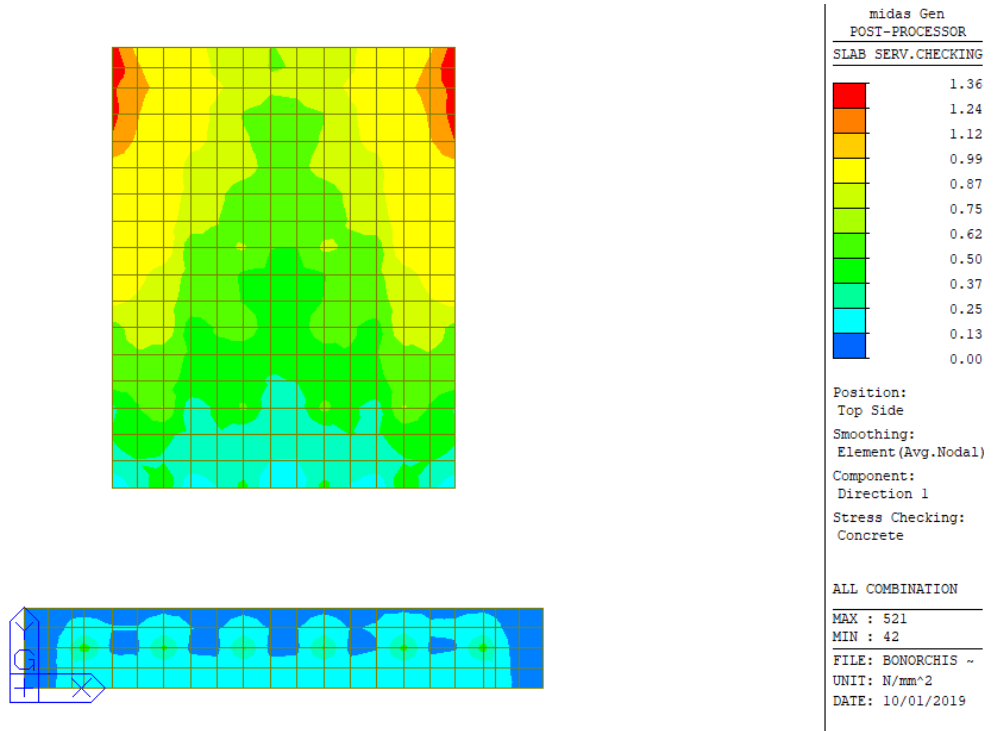 midas Gen
POST-PROCESSOR
SLAB SERV.CHECKING
1.36
1.24
1.12
0.99
0.87
0.75
0.62
0.50
0.37
0.25
0.13
0.00
Position:
Top Side
Smoothing:
Element(Avg.Nodal)
Component:
Direction 1
Stress Checking:
Concrete
ALL COMBINATION
MAX : 521
MIN : 42
FILE: BONORCHIS ~
UNIT: N/mm^2
DATE: 10/01/2019
Y
G
X